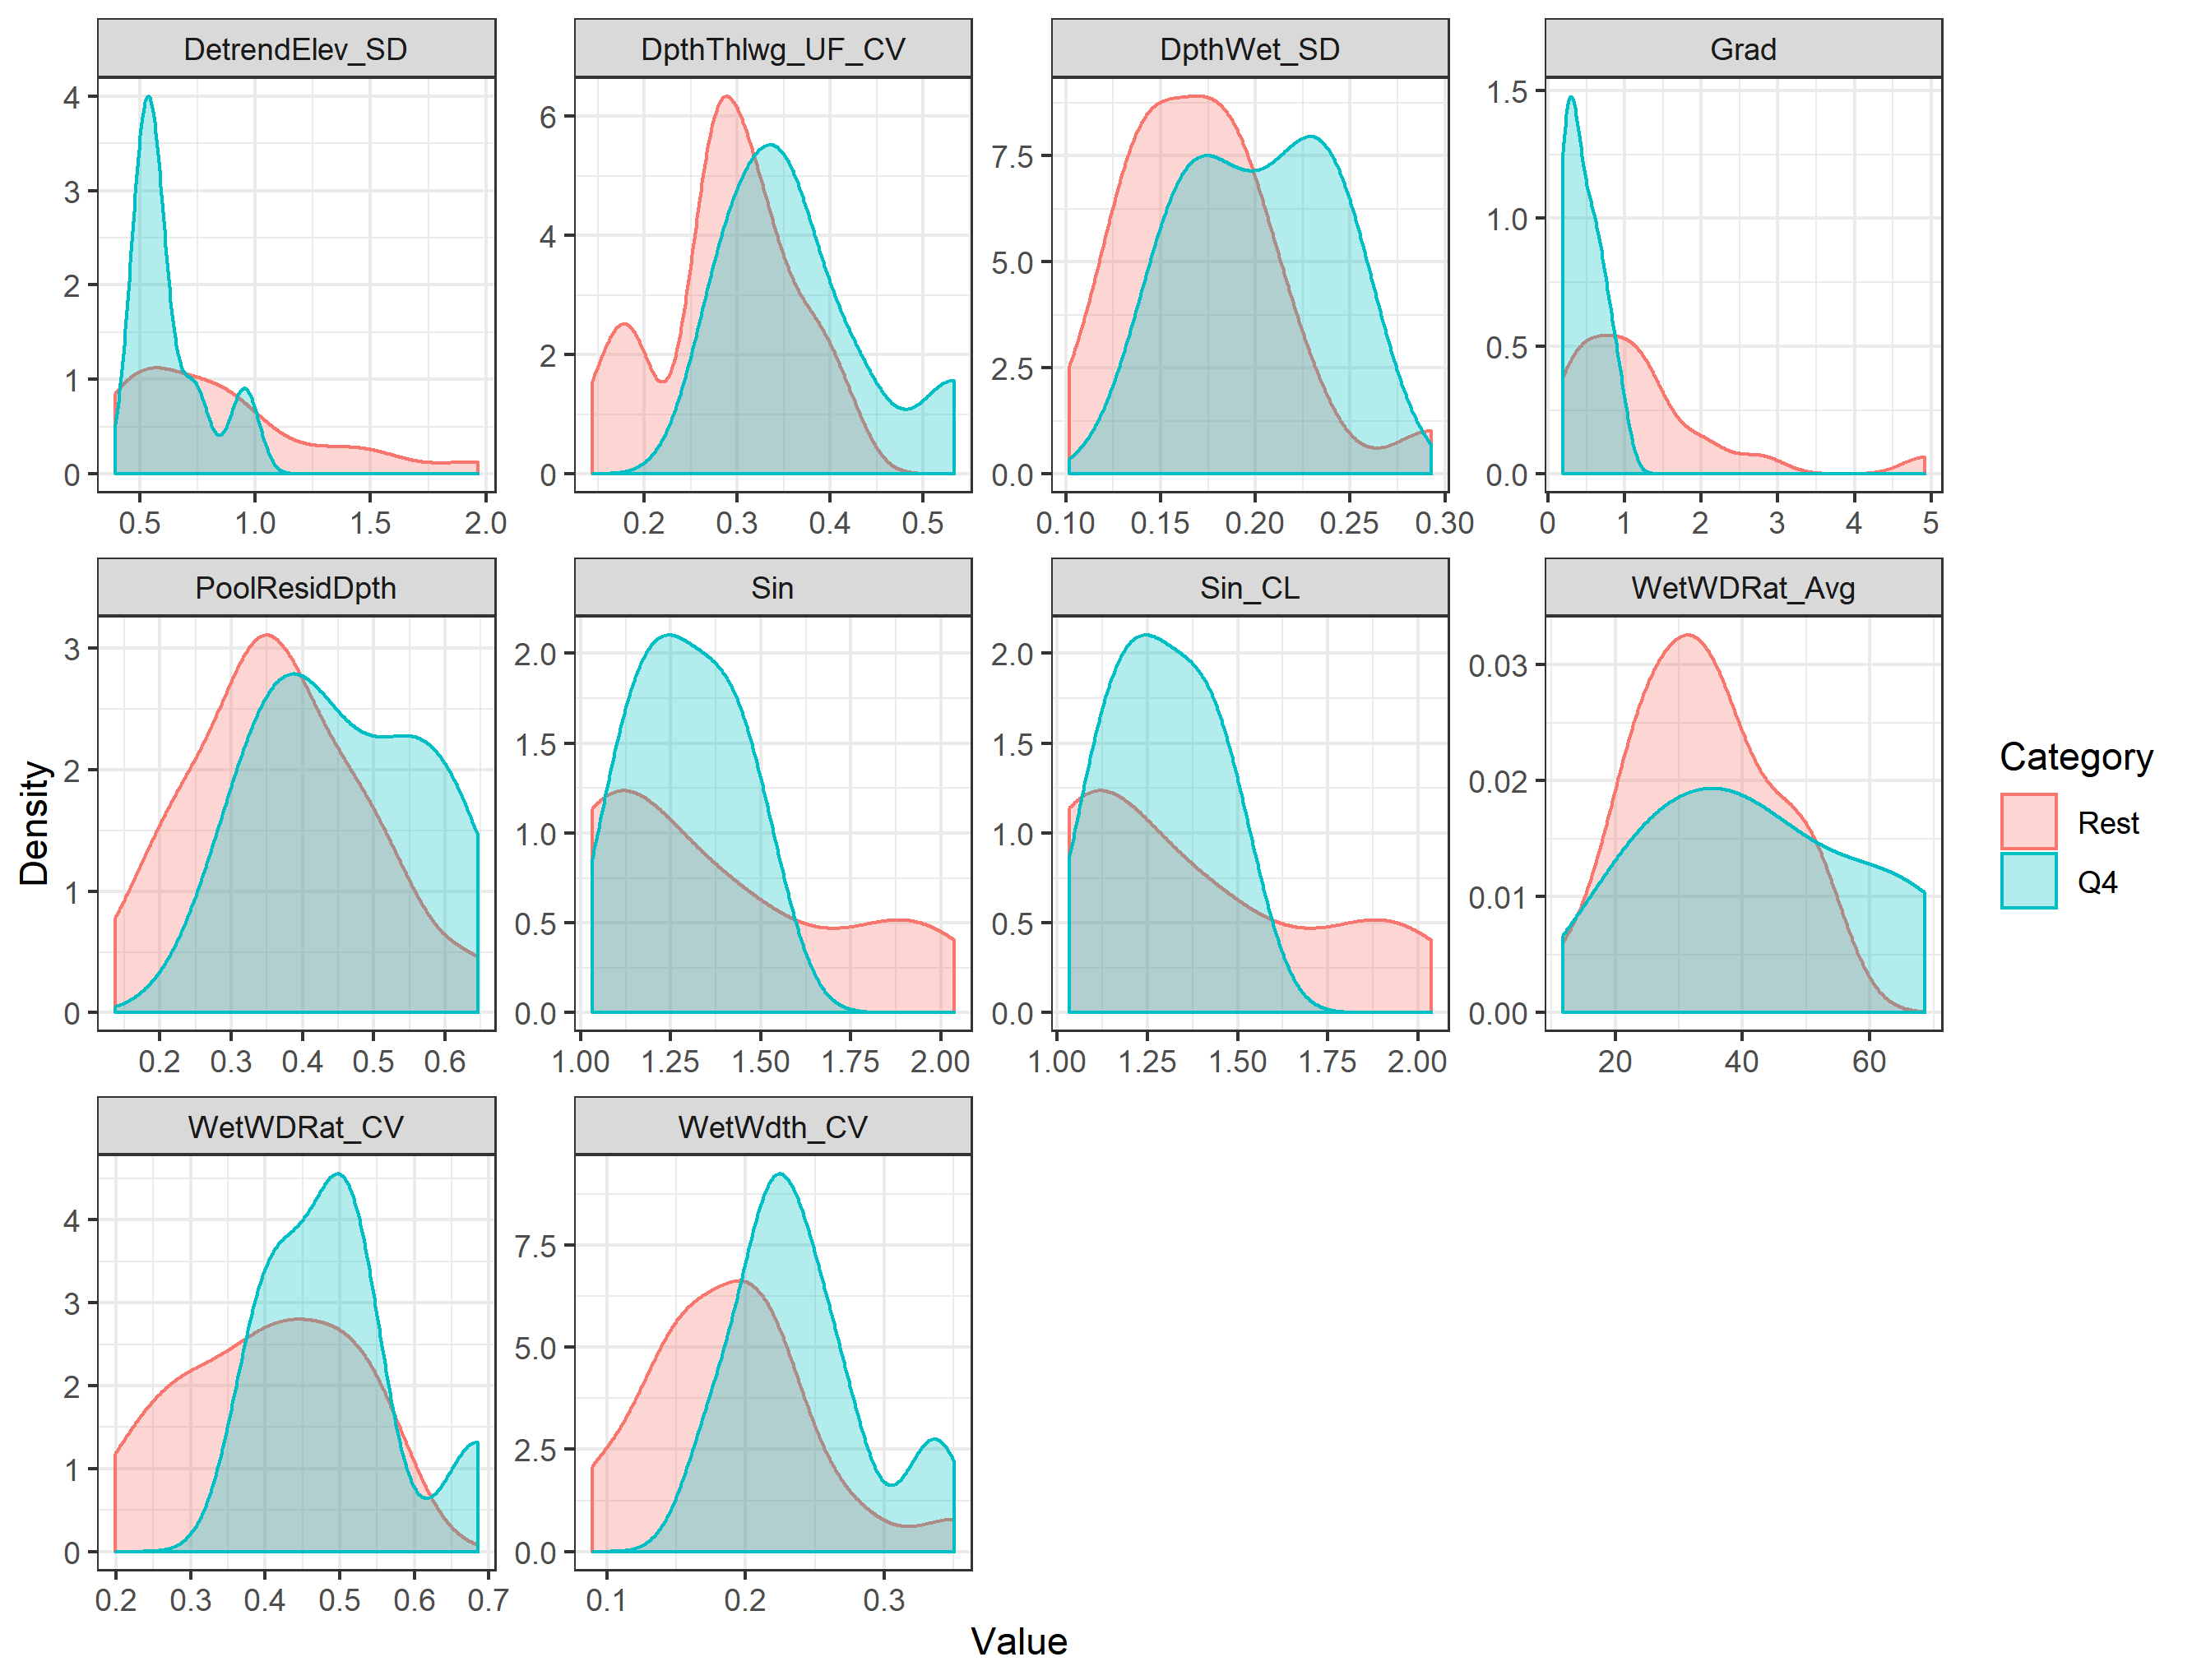 DetrendElev_SD
DpthThlwg_UF_CV
DpthWet_SD
Grad
4
3
2
1
0
6
4
2
0
7.5
5.0
2.5
0.0
1.5
1.0
0.5
0.0
0.5 1.0 1.5 2.0
0.2 0.3 0.4 0.5
0.10 0.15 0.20 0.25 0.30
0 1 2 3 4 5
PoolResidDpth
Sin
Sin_CL
WetWDRat_Avg
3
2
1
0
2.0
1.5
1.0
0.5
0.0
2.0
1.5
1.0
0.5
0.0
0.03
0.02
0.01
0.00
0.2 0.3 0.4 0.5 0.6
1.00 1.25 1.50 1.75 2.00
1.00 1.25 1.50 1.75 2.00
20 40 60
WetWDRat_CV
WetWdth_CV
4
3
2
1
0
7.5
5.0
2.5
0.0
0.2 0.3 0.4 0.5 0.6 0.7
0.1 0.2 0.3
Density
Value
Category
Rest
Q4